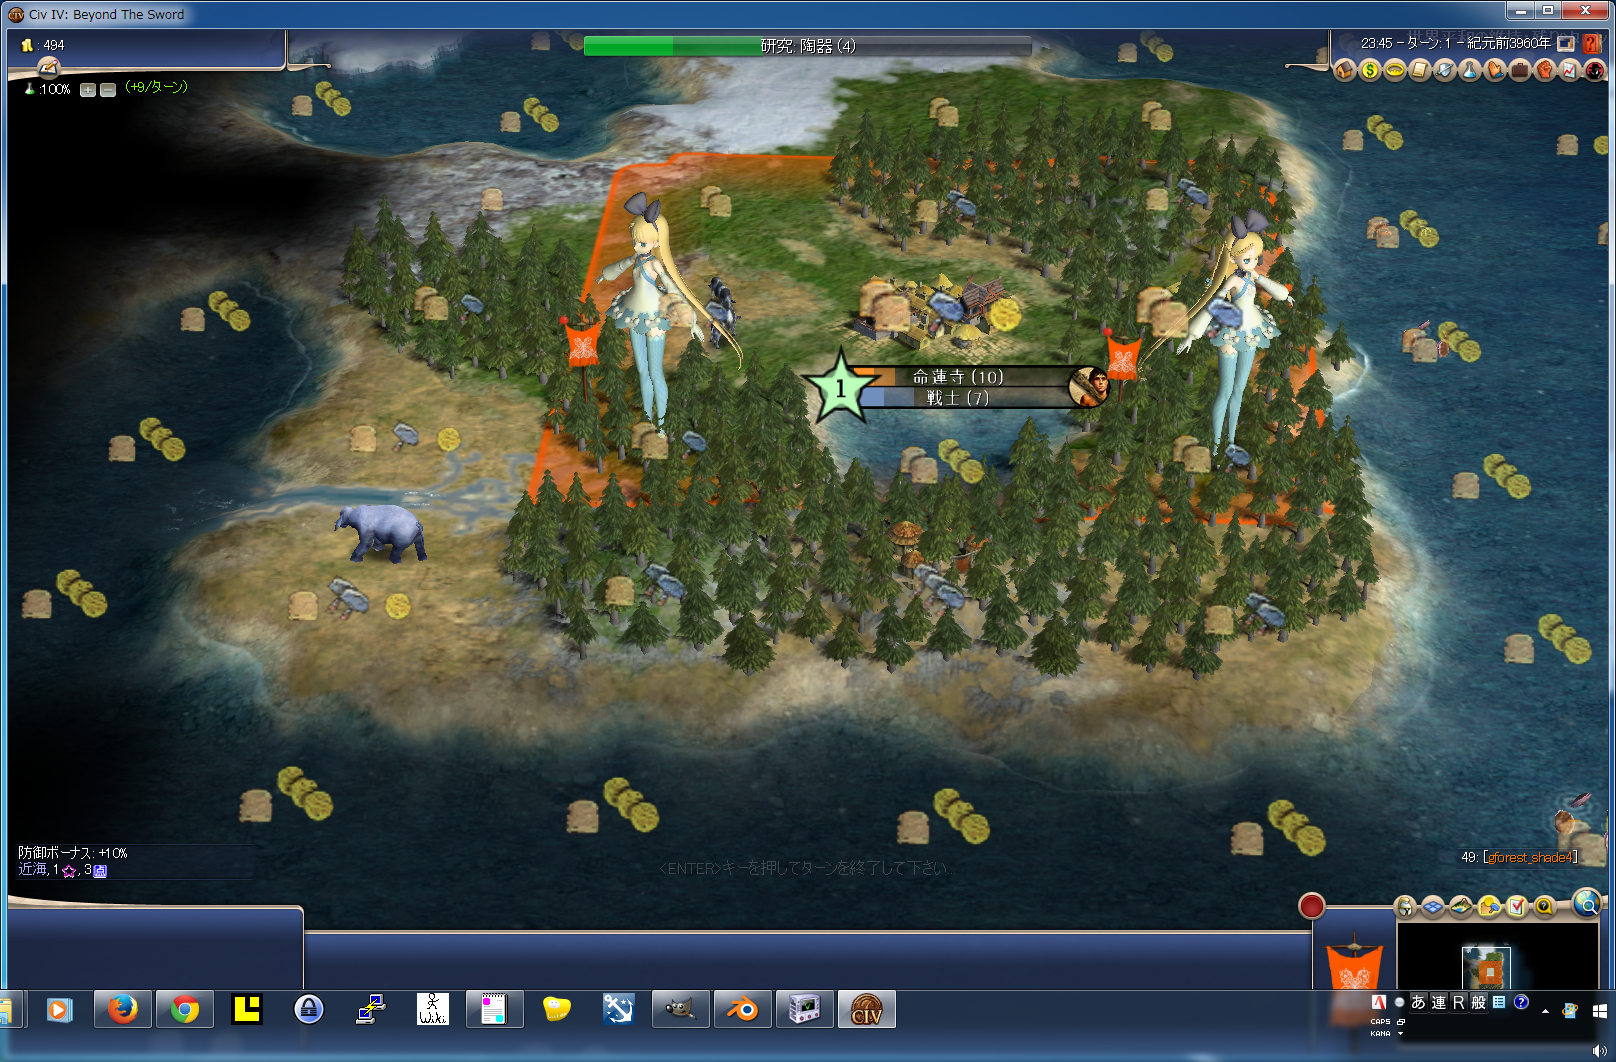 Civ IV: Beyond The Sword
: 494
研究: 陶器 (4)
23:45 - ターン: 1 - 紀元前3960年
:100%
(+9/ターン)
命蓮寺 (10)
1
戦士 (7)
防御ボーナス: +10%
近海, 1, 3
<ENTER>キーを押してターンを終了して下さい...
49: [gforest_shade4]
Wiki
CIV
あ 連 R 般
CAPS
KANA